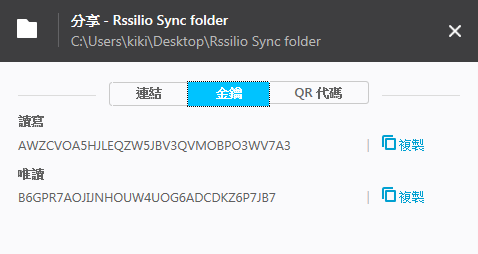 分享 - Rssilio Sync folder
C:\Users\kiki\Desktop\Rssilio Sync folder
連結 金鑰 QR 代碼
讀寫
AWZCVOA5HJLEQZW5JBV3QVMOBPO3WV7A3 | 複製
唯讀
B6GPR7AOJIJNHOUW4UOG6ADCDKZ6P7JB7 | 複製